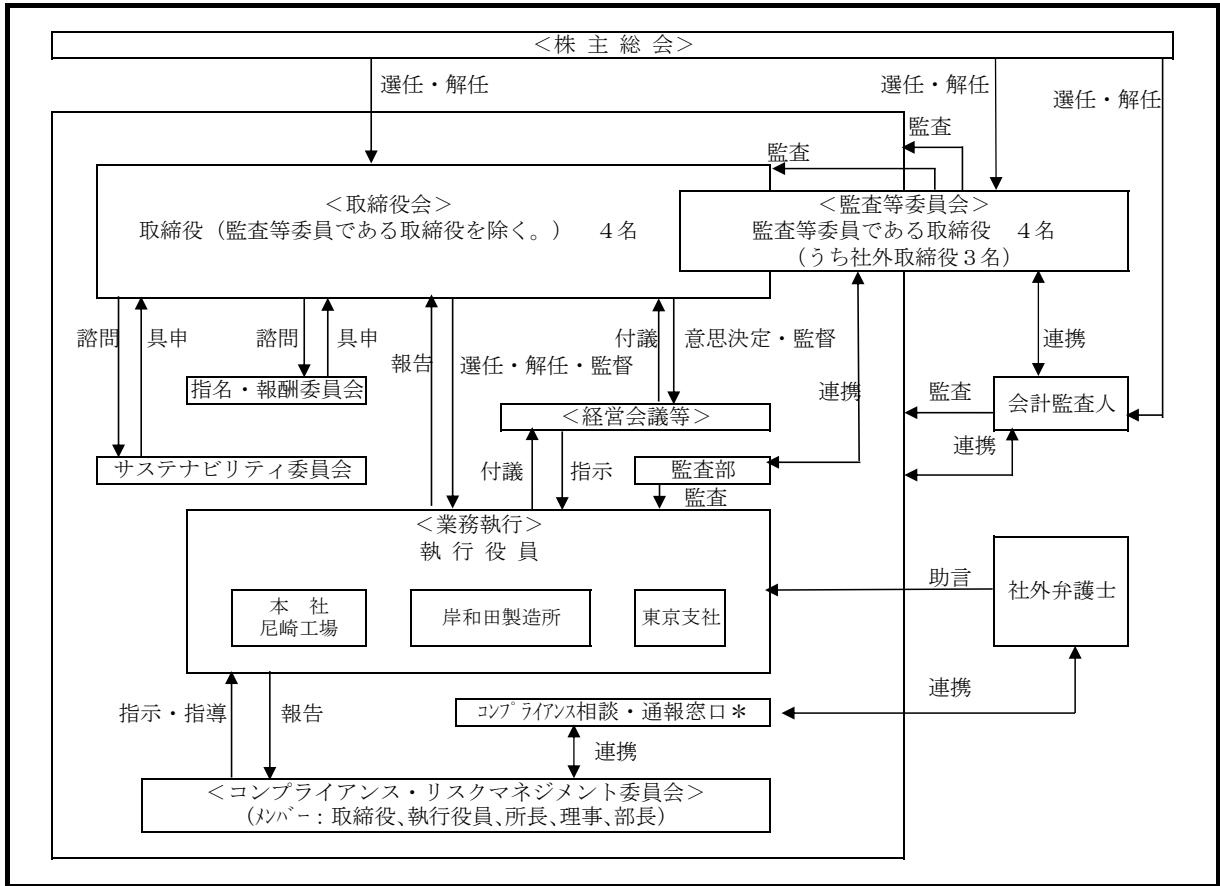 ＜株 主 総 会＞
選任・解任
選任・解任
選任・解任
監査
監査
＜取締役会＞
取締役（監査等委員である取締役を除く。）　４名
＜監査等委員会＞
監査等委員である取締役　４名
（うち社外取締役３名）
諮問
具申
諮問
具申
報告
選任・解任・監督
付議
意思決定・監督
連携
連携
指名・報酬委員会
＜経営会議等＞
監査
会計監査人
連携
サステナビリティ委員会
付議
指示
監査部
監査
＜業務執行＞
執 行 役 員
本　社
尼崎工場
岸和田製造所
東京支社
助言
社外弁護士
連携
指示・指導
報告
ｺﾝﾌﾟﾗｲｱﾝｽ相談・通報窓口＊
連携
＜コンプライアンス・リスクマネジメント委員会＞
（ﾒﾝﾊﾞｰ：取締役、執行役員、所長、理事、部長）